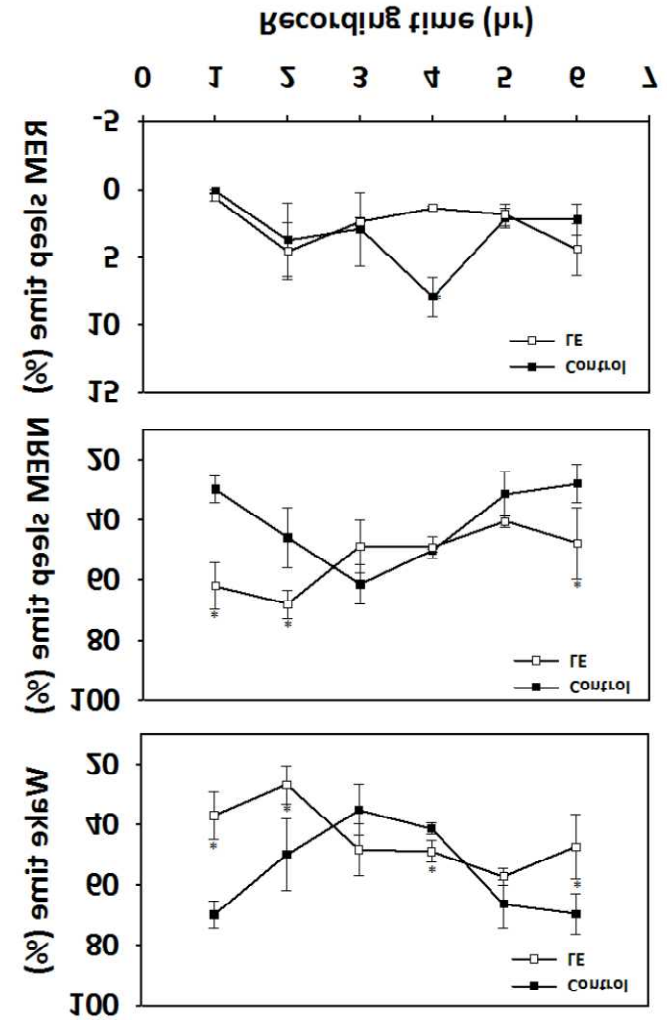 Wake time (%)
100
80
60
40
20
Control
LE
*
*
*
*
NREM sleep time (%)
100
80
60
40
20
Control
LE
*
*
*
REM sleep time (%)
15
10
5
0
-5
Control
LE
0 1 2 3 4 5 6 7
Recording time (hr)